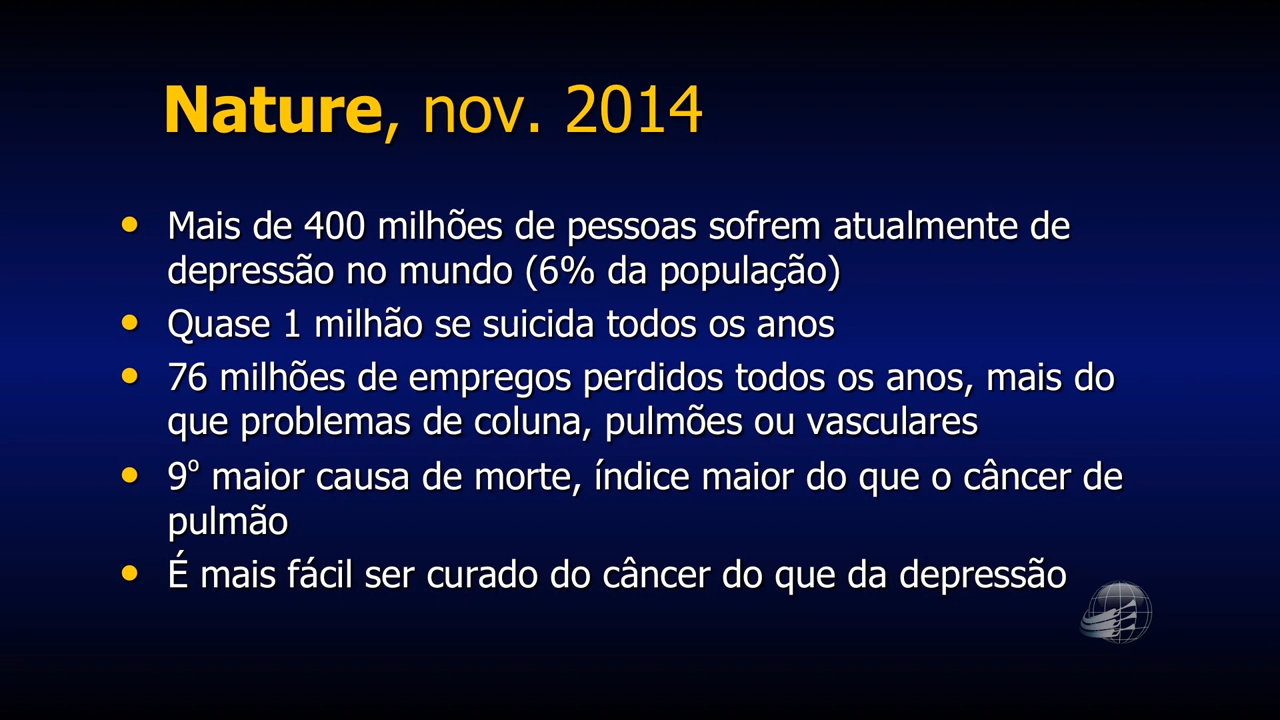 Nature, nov. 2014
• Mais de 400 milhões de pessoas sofrem atualmente de
depressão no mundo (6% da população)
• Quase 1 milhão se suicida todos os anos
• 76 milhões de empregos perdidos todos os anos, mais do
que problemas de coluna, pulmões ou vasculares
• 9º maior causa de morte, índice maior do que o câncer de
pulmão
• É mais fácil ser curado do câncer do que da depressão